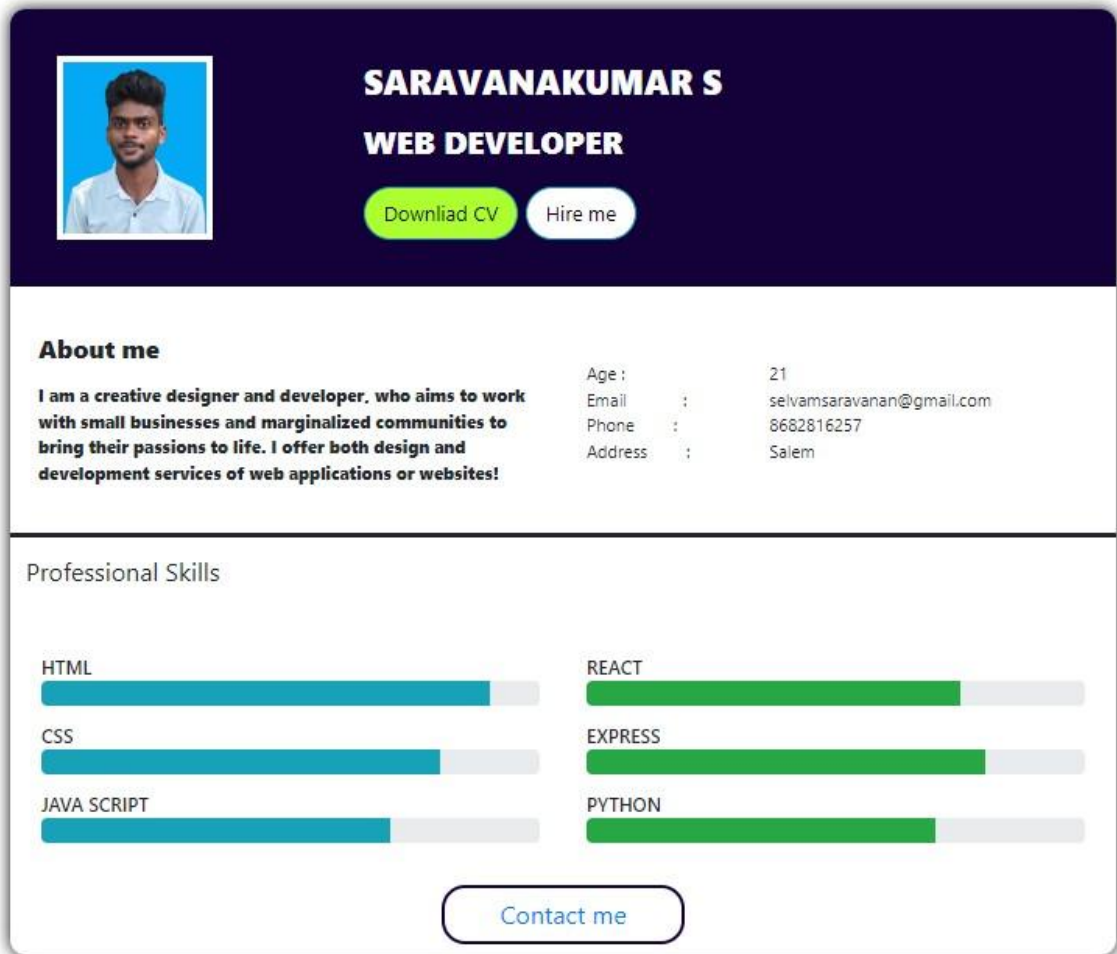 SARAVANAKUMAR S
WEB DEVELOPER
Downliad CV Hire me
About me
I am a creative designer and developer, who aims to work
with small businesses and marginalized communities to
bring their passions to life. I offer both design and
development services of web applications or websites!
Age : 21
Email : selvamsaravanan@gmail.com
Phone : 8682816257
Address : Salem
Professional Skills
HTML
CSS
JAVA SCRIPT
REACT
EXPRESS
PYTHON
Contact me